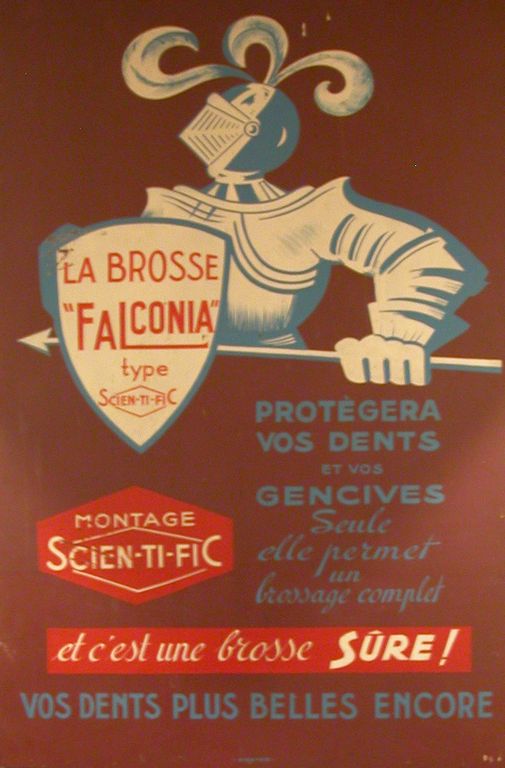 LA BROSSE
"FALCONIA"
type
SCIEN-TI-FIC
PROTÈGERA
VOS DENTS
ET VOS
GENCIVES
Seule
elle permet
un
brossage complet
MONTAGE
SCIEN-TI-FIC
et c'est une brosse SÛRE!
VOS DENTS PLUS BELLES ENCORE